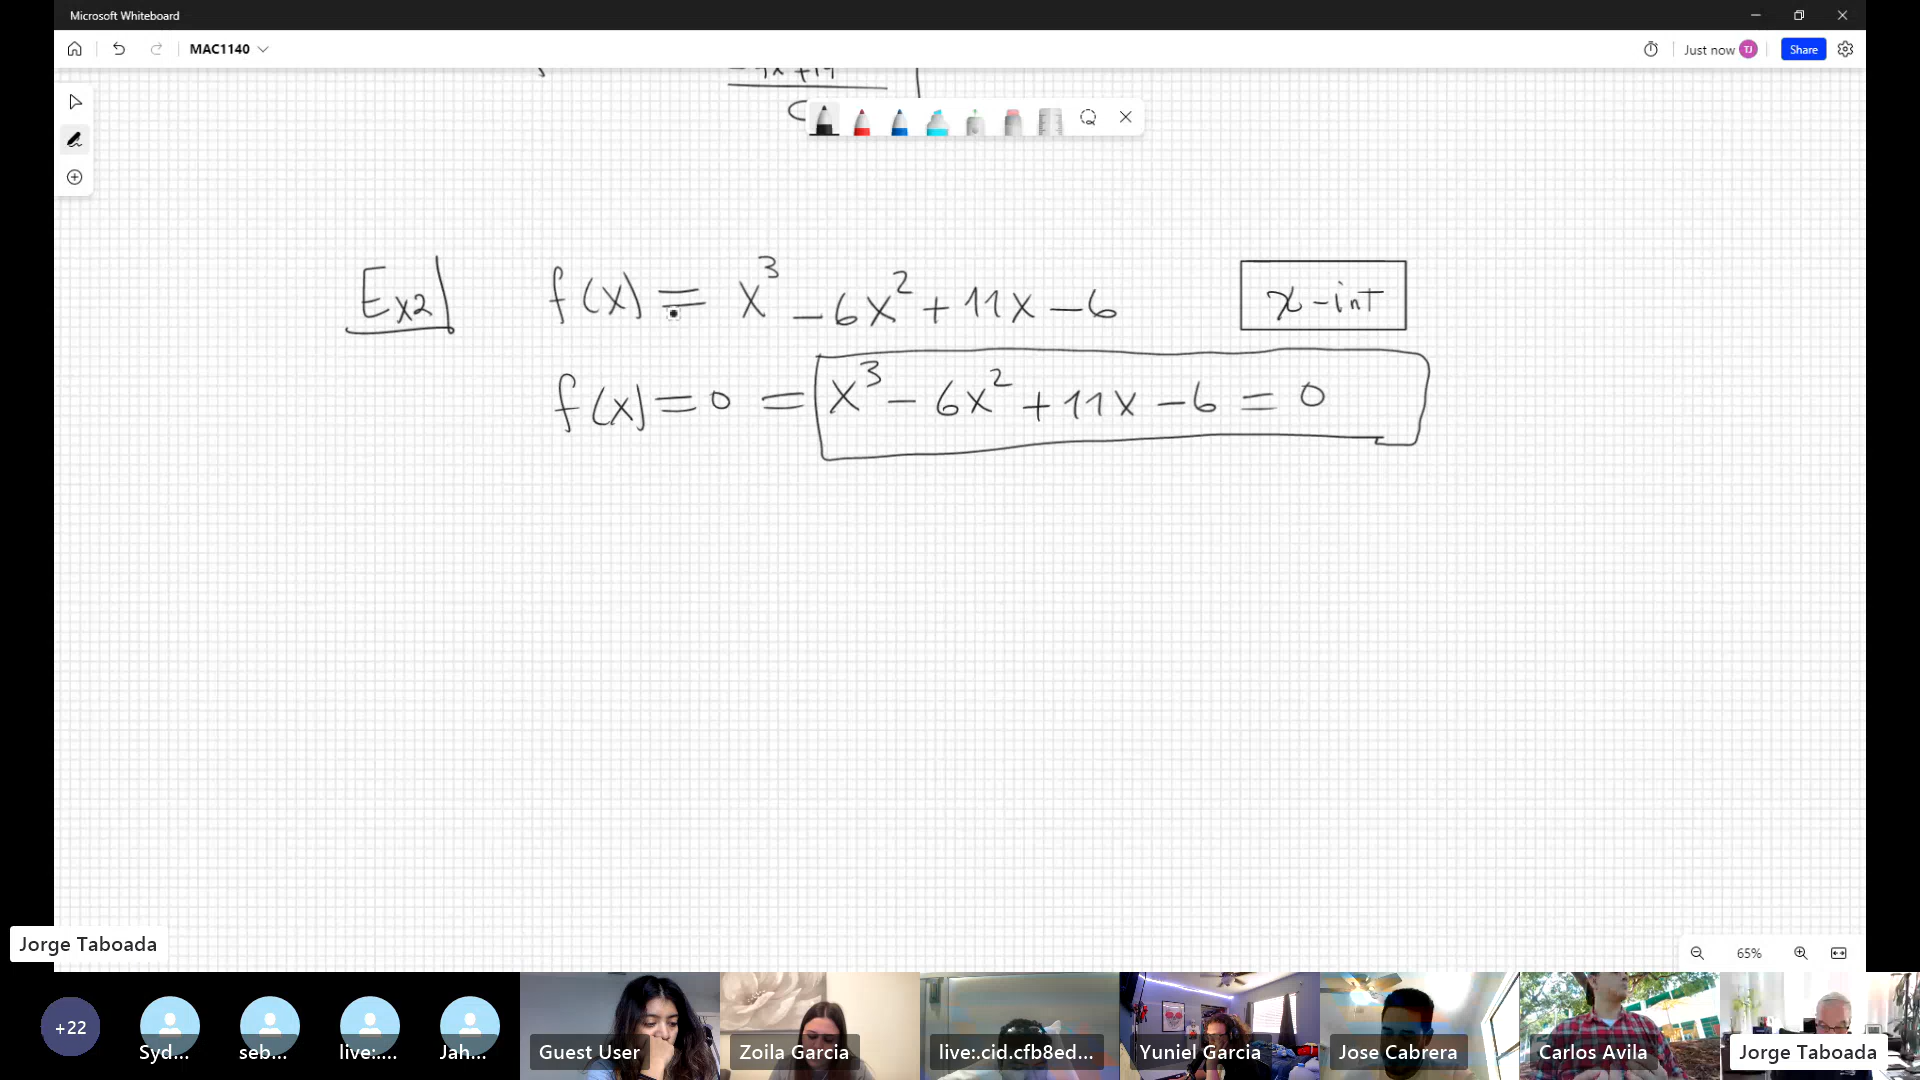 Microsoft Whiteboard
MAC1140
Just now TJ Share
Ex2 f(x) = x³ - 6x² + 11x - 6 x-int
f(x) = 0 = x³ - 6x² + 11x - 6 = 0
65%
Jorge Taboada
+22 Syd... seb... live:.... Jah... Guest User Zoila Garcia live:.cid.cfb8ed... Yuniel Garcia Jose Cabrera Carlos Avila Jorge Taboada